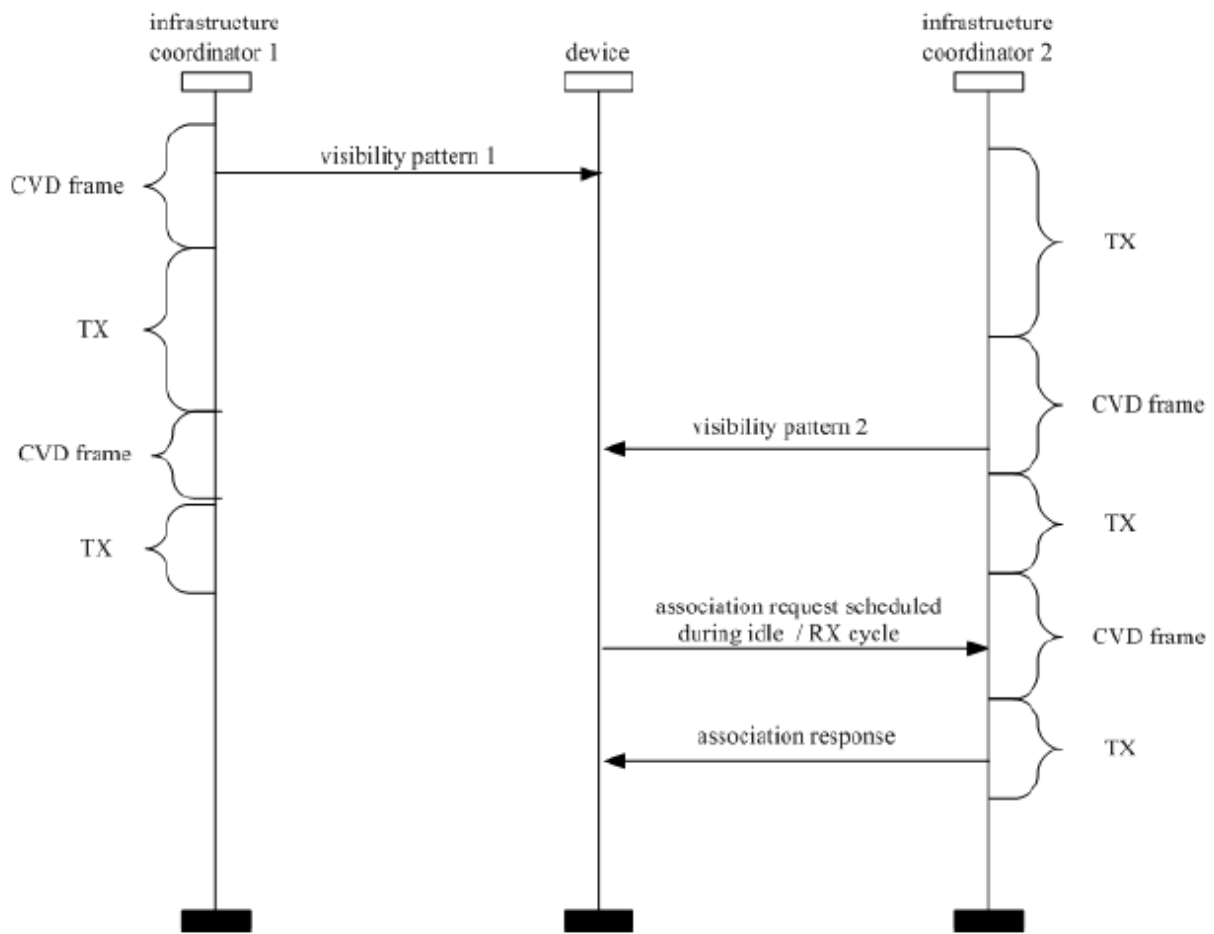 infrastructure
coordinator 1
device
infrastructure
coordinator 2
visibility pattern 1
CVD frame
TX
TX
CVD frame
visibility pattern 2
CVD frame
TX
TX
association request scheduled
during idle / RX cycle
CVD frame
association response
TX